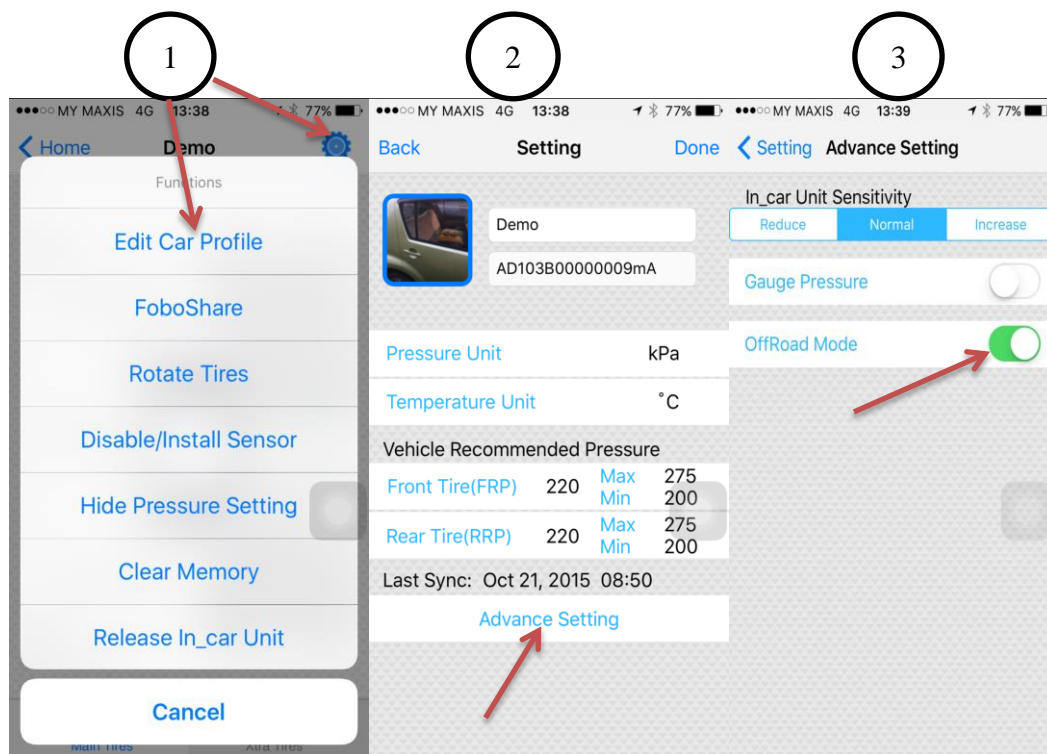 1
MY MAXIS 4G 13:38 77%
Home Demo
Functions
Edit Car Profile
FoboShare
Rotate Tires
Disable/Install Sensor
Hide Pressure Setting
Clear Memory
Release In_car Unit
Cancel
Main Tires Xtra Tires
2
MY MAXIS 4G 13:38 77%
Back Setting Done
Demo
AD103B00000009mA
Pressure Unit kPa
Temperature Unit °C
Vehicle Recommended Pressure
Front Tire(FRP) 220 Max 275
Min 200
Rear Tire(RRP) 220 Max 275
Min 200
Last Sync: Oct 21, 2015 08:50
Advance Setting
3
MY MAXIS 4G 13:39 77%
Setting Advance Setting
In_car Unit Sensitivity
Reduce Normal Increase
Gauge Pressure
OffRoad Mode